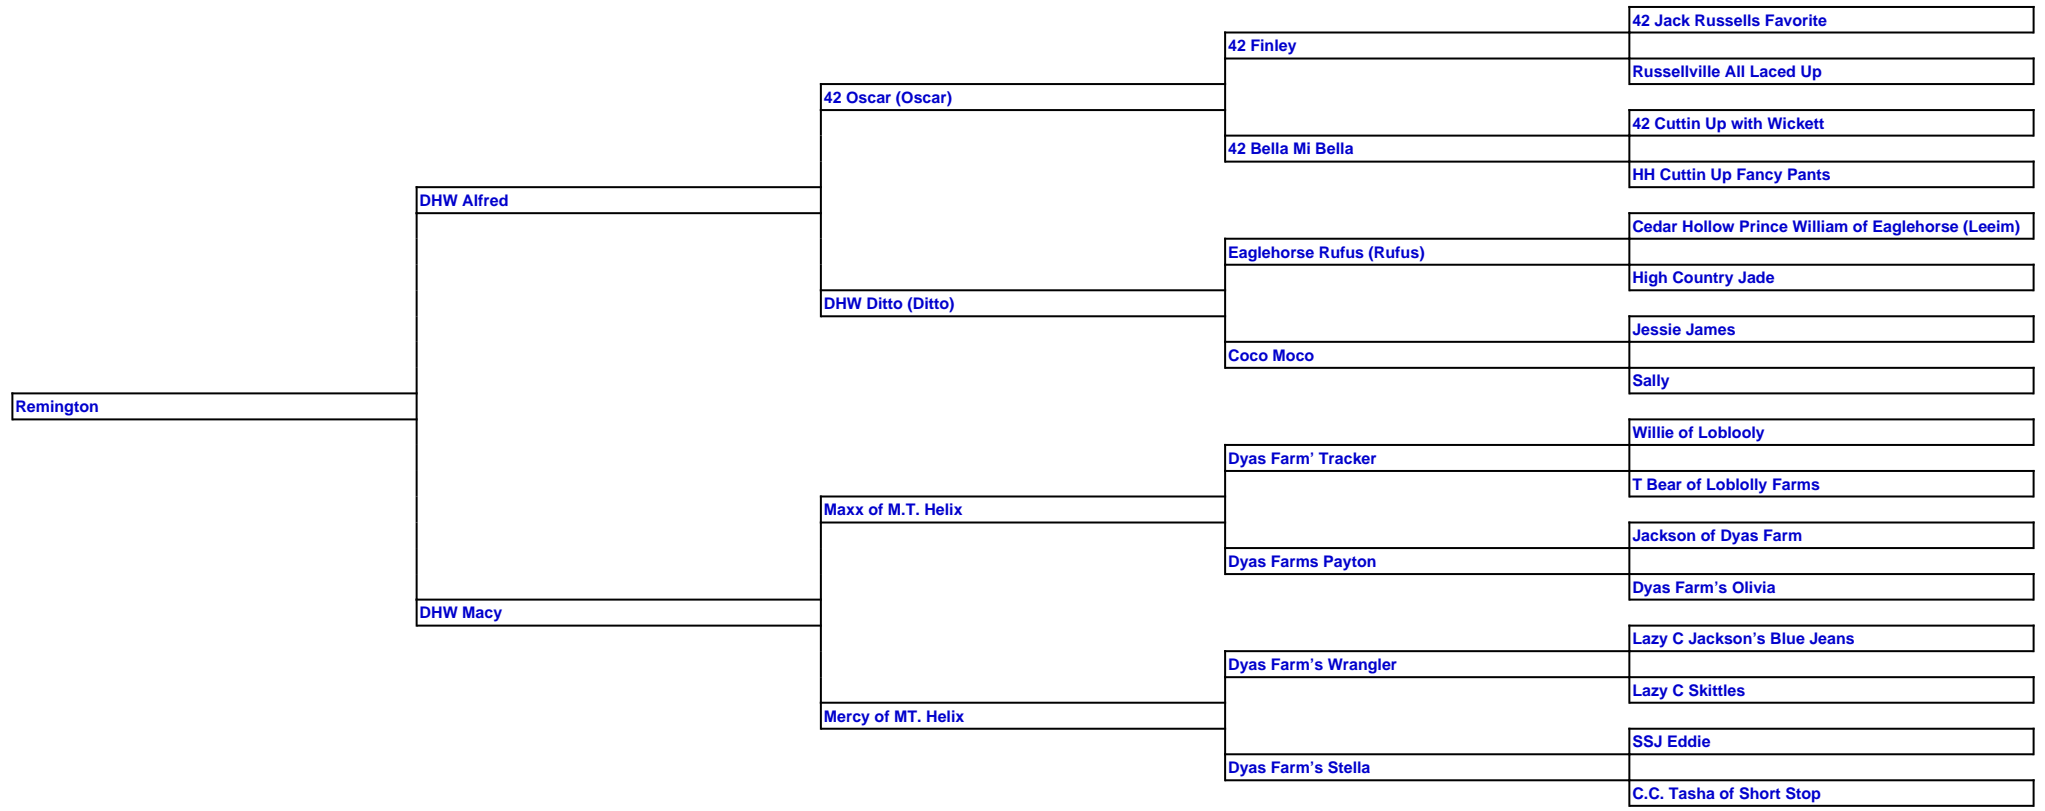 42 Jack Russells Favorite
42 Finley
Russellville All Laced Up
42 Oscar (Oscar)
42 Cuttin Up with Wickett
42 Bella Mi Bella
HH Cuttin Up Fancy Pants
DHW Alfred
Cedar Hollow Prince William of Eaglehorse (Leeim)
Eaglehorse Rufus (Rufus)
High Country Jade
DHW Ditto (Ditto)
Jessie James
Coco Moco
Sally
Remington
Willie of Loblooly
Dyas Farm’ Tracker
T Bear of Loblolly Farms
Maxx of M.T. Helix
Jackson of Dyas Farm
Dyas Farms Payton
Dyas Farm’s Olivia
DHW Macy
Lazy C Jackson’s Blue Jeans
Dyas Farm’s Wrangler
Lazy C Skittles
Mercy of MT. Helix
SSJ Eddie
Dyas Farm’s Stella
C.C. Tasha of Short Stop